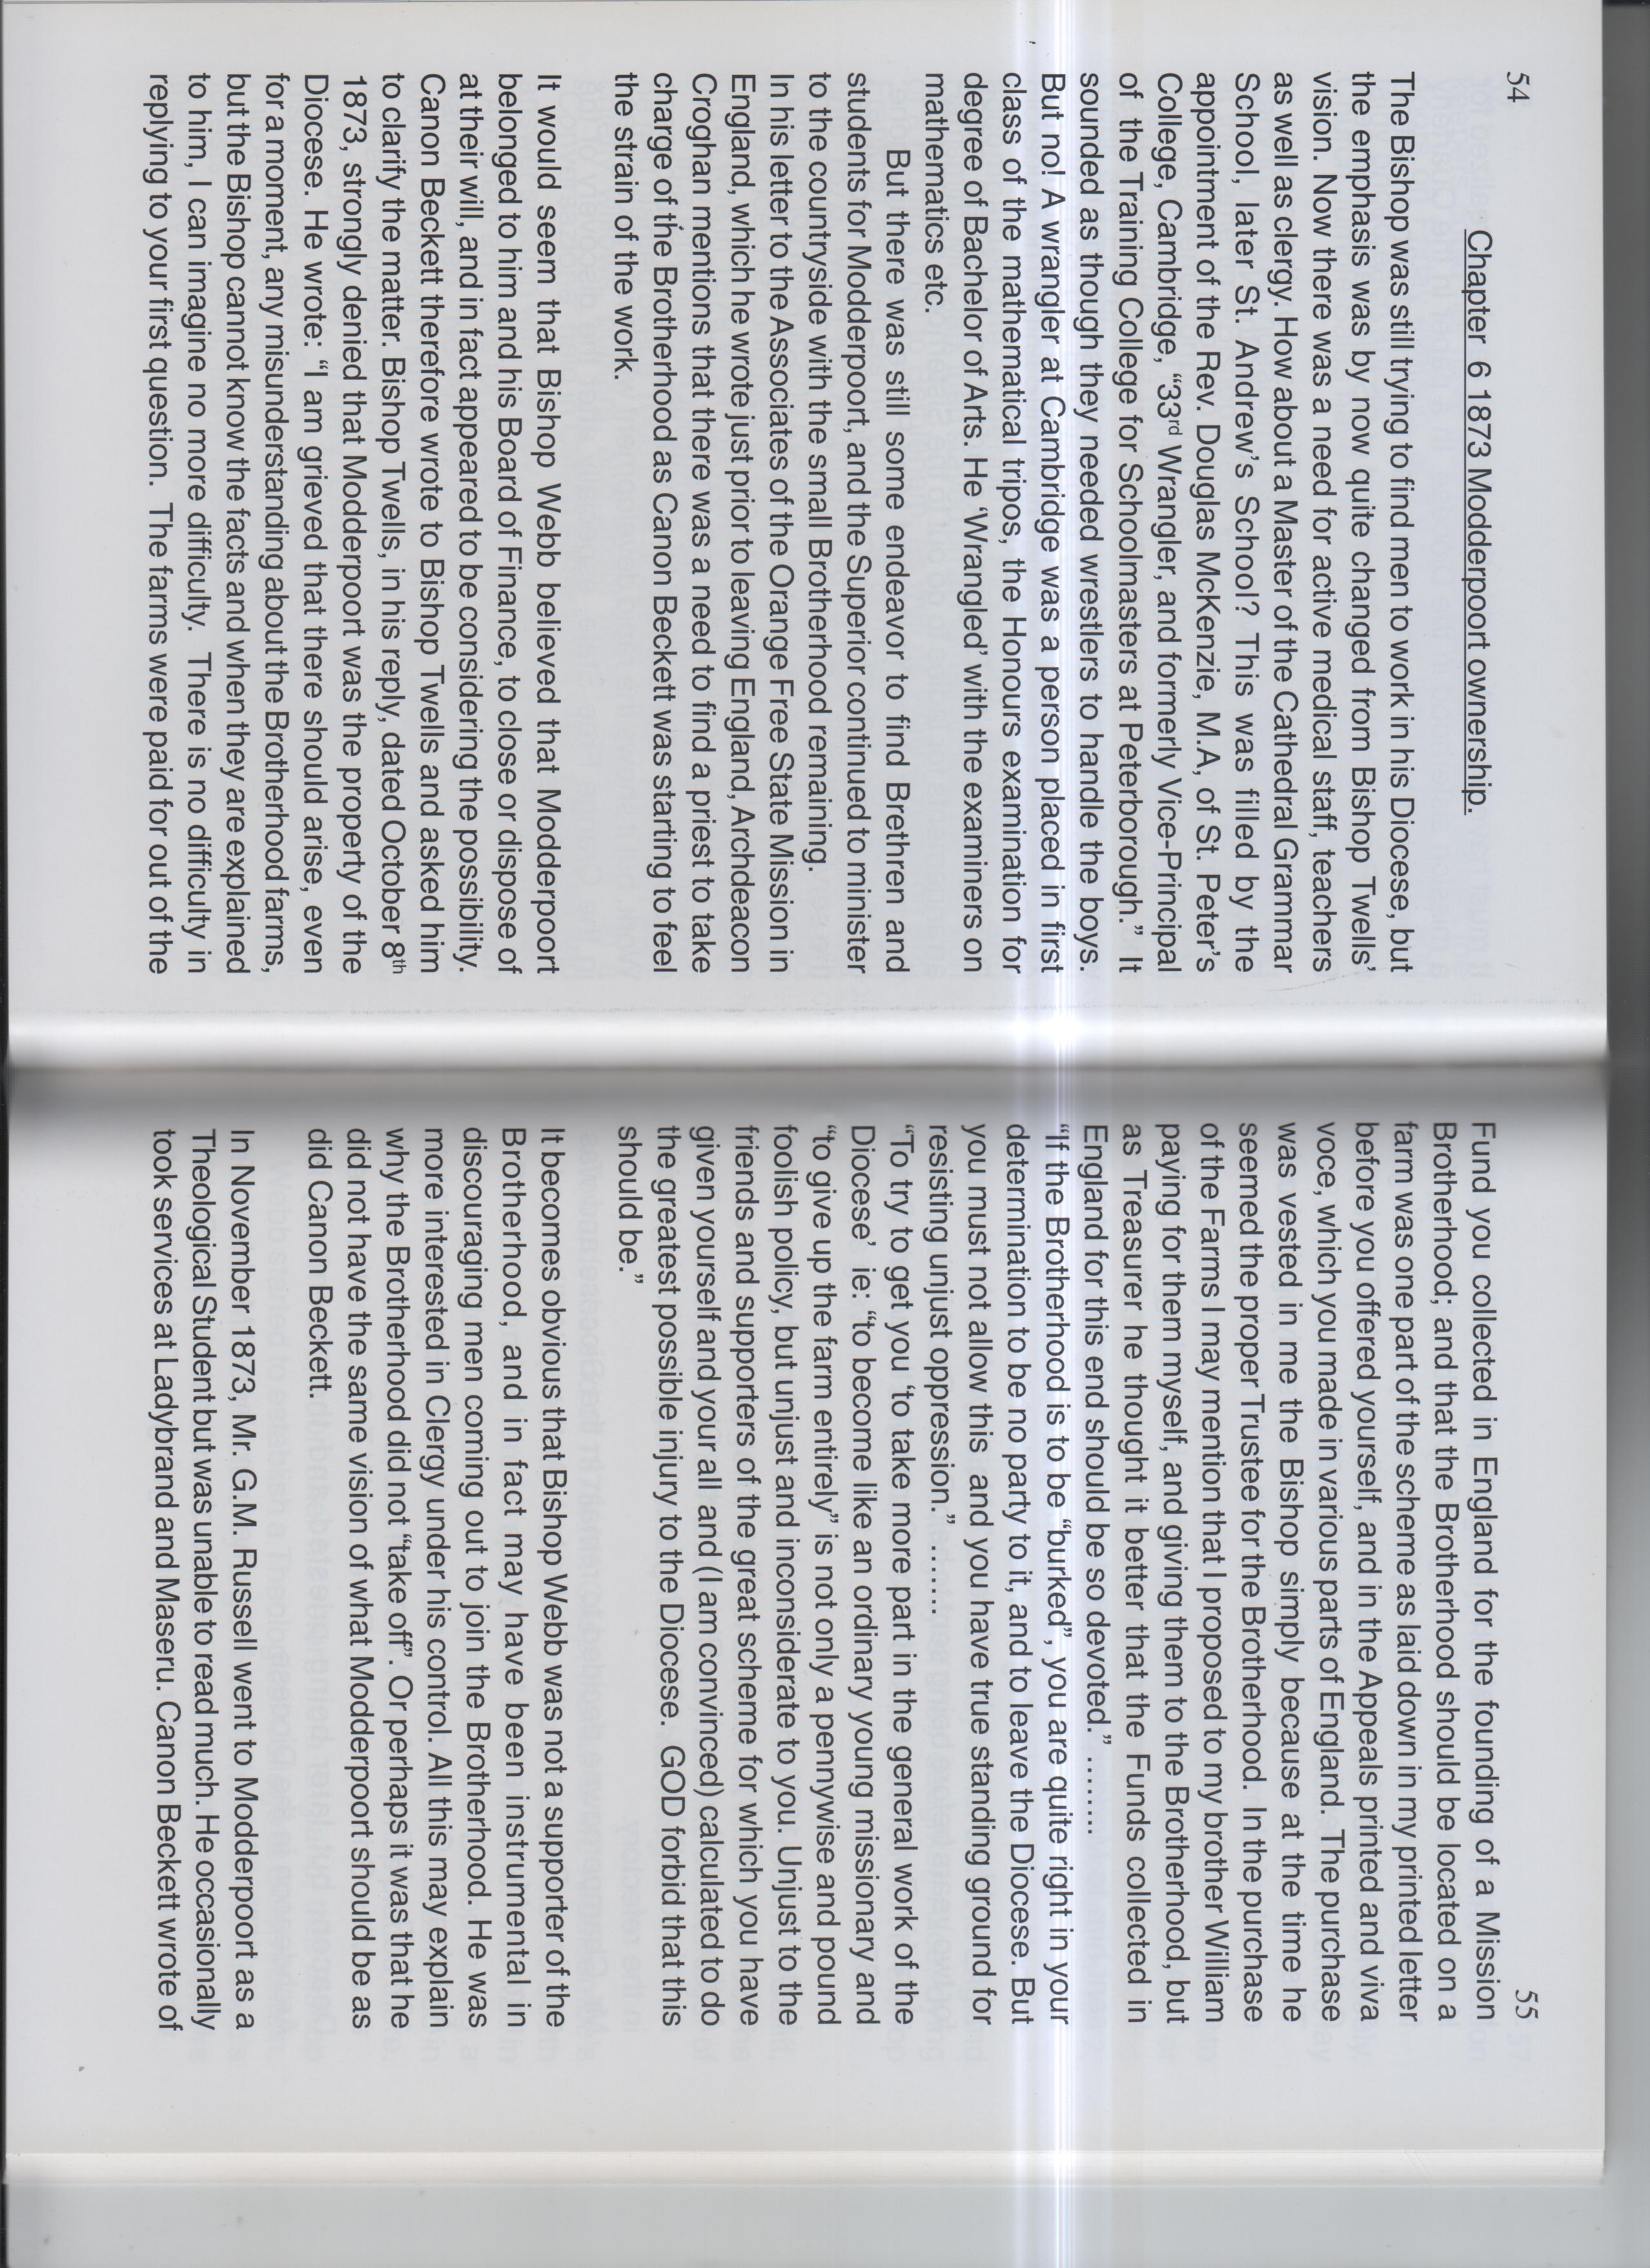 54
Chapter 6 1873 Modderpoort ownership.
The Bishop was still trying to find men to work in his Diocese, but
the emphasis was by now quite changed from Bishop Twells’
vision. Now there was a need for active medical staff, teachers
as well as clergy. How about a Master of the Cathedral Grammar
School, later St. Andrew’s School? This was filled by the
appointment of the Rev. Douglas McKenzie, M.A, of St. Peter’s
College, Cambridge, “33rd Wrangler, and formerly Vice-Principal
of the Training College for Schoolmasters at Peterborough.” It
sounded as though they needed wrestlers to handle the boys.
But no! A wrangler at Cambridge was a person placed in first
class of the mathematical tripos, the Honours examination for
degree of Bachelor of Arts. He ‘Wrangled’ with the examiners on
mathematics etc.
But there was still some endeavor to find Brethren and
students for Modderpoort, and the Superior continued to minister
to the countryside with the small Brotherhood remaining.
In his letter to the Associates of the Orange Free State Mission in
England, which he wrote just prior to leaving England, Archdeacon
Croghan mentions that there was a need to find a priest to take
charge of the Brotherhood as Canon Beckett was starting to feel
the strain of the work.
It would seem that Bishop Webb believed that Modderpoort
belonged to him and his Board of Finance, to close or dispose of
at their will, and in fact appeared to be considering the possibility.
Canon Beckett therefore wrote to Bishop Twells and asked him
to clarify the matter. Bishop Twells, in his reply, dated October 8th
1873, strongly denied that Modderpoort was the property of the
Diocese. He wrote: “I am grieved that there should arise, even
for a moment, any misunderstanding about the Brotherhood farms,
but the Bishop cannot know the facts and when they are explained
to him, I can imagine no more difficulty. There is no difficulty in
replying to your first question. The farms were paid for out of the
55
Fund you collected in England for the founding of a Mission
Brotherhood; and that the Brotherhood should be located on a
farm was one part of the scheme as laid down in my printed letter
before you offered yourself, and in the Appeals printed and viva
voce, which you made in various parts of England. The purchase
was vested in me the Bishop simply because at the time he
seemed the proper Trustee for the Brotherhood. In the purchase
of the Farms I may mention that I proposed to my brother William
paying for them myself, and giving them to the Brotherhood, but
as Treasurer he thought it better that the Funds collected in
England for this end should be so devoted.” ........
“If the Brotherhood is to be “burked”, you are quite right in your
determination to be no party to it, and to leave the Diocese. But
you must not allow this and you have true standing ground for
resisting unjust oppression.” .......
“To try to get you ‘to take more part in the general work of the
Diocese’ ie: “to become like an ordinary young missionary and
“to give up the farm entirely” is not only a pennywise and pound
foolish policy, but unjust and inconsiderate to you. Unjust to the
friends and supporters of the great scheme for which you have
given yourself and your all and (I am convinced) calculated to do
the greatest possible injury to the Diocese. GOD forbid that this
should be.”
It becomes obvious that Bishop Webb was not a supporter of the
Brotherhood, and in fact may have been instrumental in
discouraging men coming out to join the Brotherhood. He was
more interested in Clergy under his control. All this may explain
why the Brotherhood did not “take off”. Or perhaps it was that he
did not have the same vision of what Modderpoort should be as
did Canon Beckett.
In November 1873, Mr. G.M. Russell went to Modderpoort as a
Theological Student but was unable to read much. He occasionally
took services at Ladybrand and Maseru. Canon Beckett wrote of